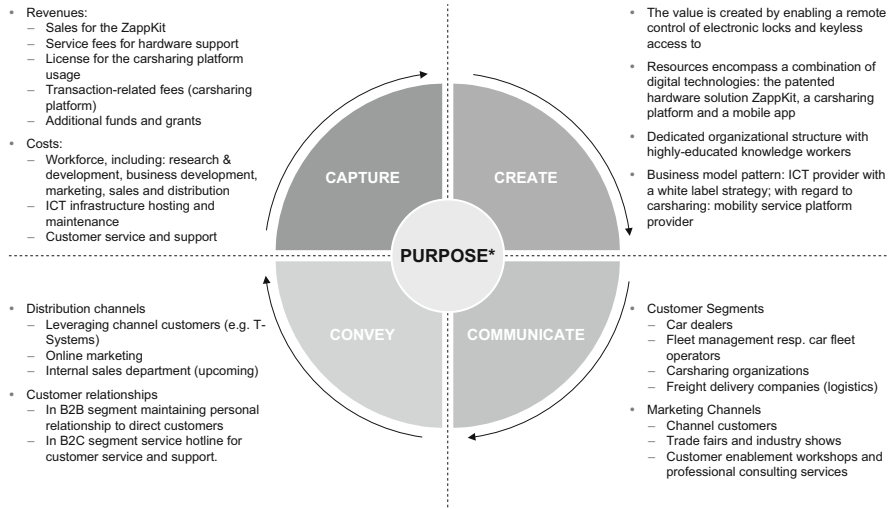 • Revenues:
– Sales for the ZappKit
– Service fees for hardware support
– License for the carsharing platform
usage
– Transaction-related fees (carsharing
platform)
– Additional funds and grants
• Costs:
– Workforce, including: research &
development, business development,
marketing, sales and distribution
– ICT infrastructure hosting and
maintenance
– Customer service and support
• The value is created by enabling a remote
control of electronic locks and keyless
access to
• Resources encompass a combination of
digital technologies: the patented
hardware solution ZappKit, a carsharing
platform and a mobile app
• Dedicated organizational structure with
highly-educated knowledge workers
• Business model pattern: ICT provider with
a white label strategy; with regard to
carsharing: mobility service platform
provider
CAPTURE
CREATE
PURPOSE*
CONVEY
COMMUNICATE
• Distribution channels
– Leveraging channel customers (e.g. T-
Systems)
– Online marketing
– Internal sales department (upcoming)
• Customer relationships
– In B2B segment maintaining personal
relationship to direct customers
– In B2C segment service hotline for
customer service and support.
• Customer Segments
– Car dealers
– Fleet management resp. car fleet
operators
– Carsharing organizations
– Freight delivery companies (logistics)
• Marketing Channels
– Channel customers
– Trade fairs and industry shows
– Customer enablement workshops and
professional consulting services